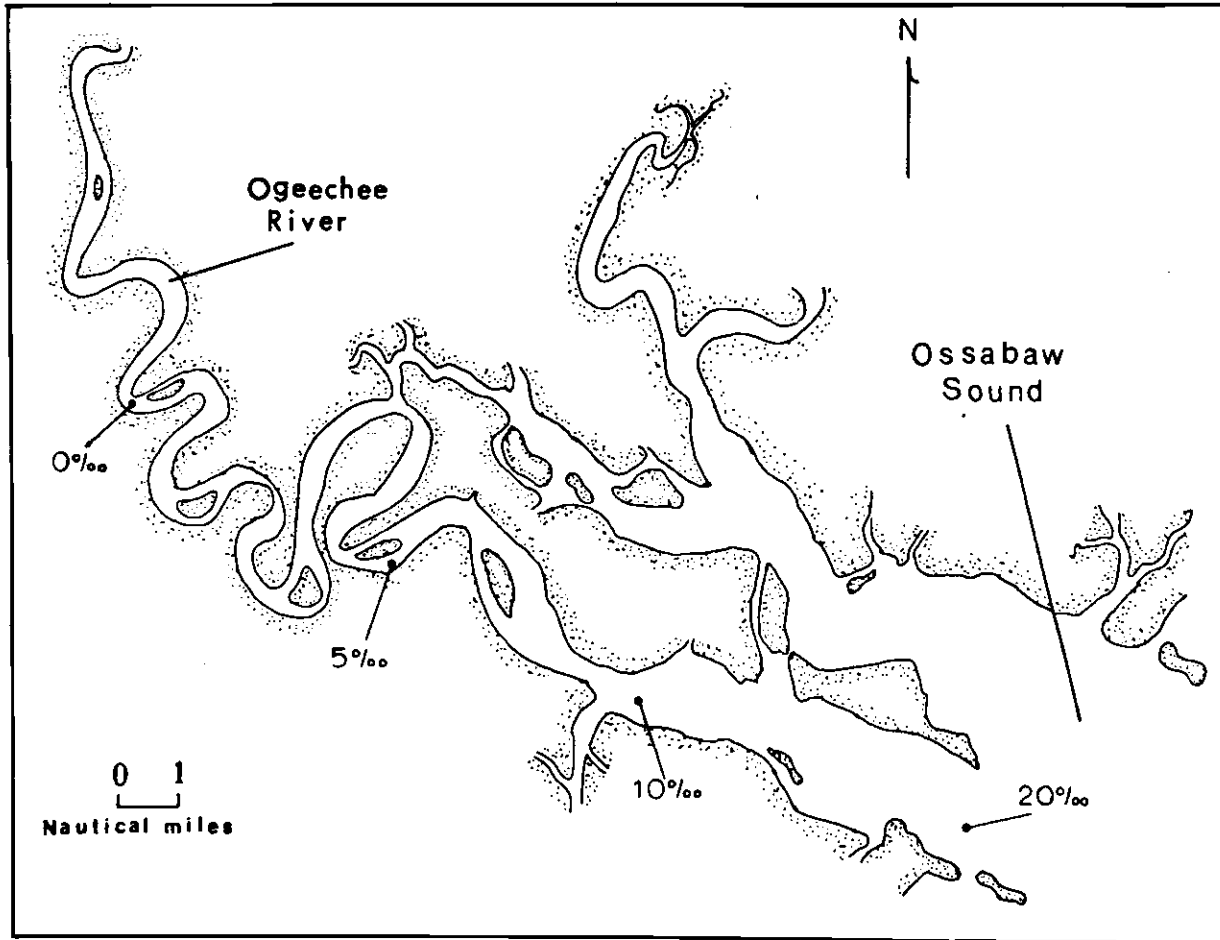 N
Ogeechee
River
Ossabaw
Sound
0‰
5‰
10‰
20‰
0 1
Nautical miles